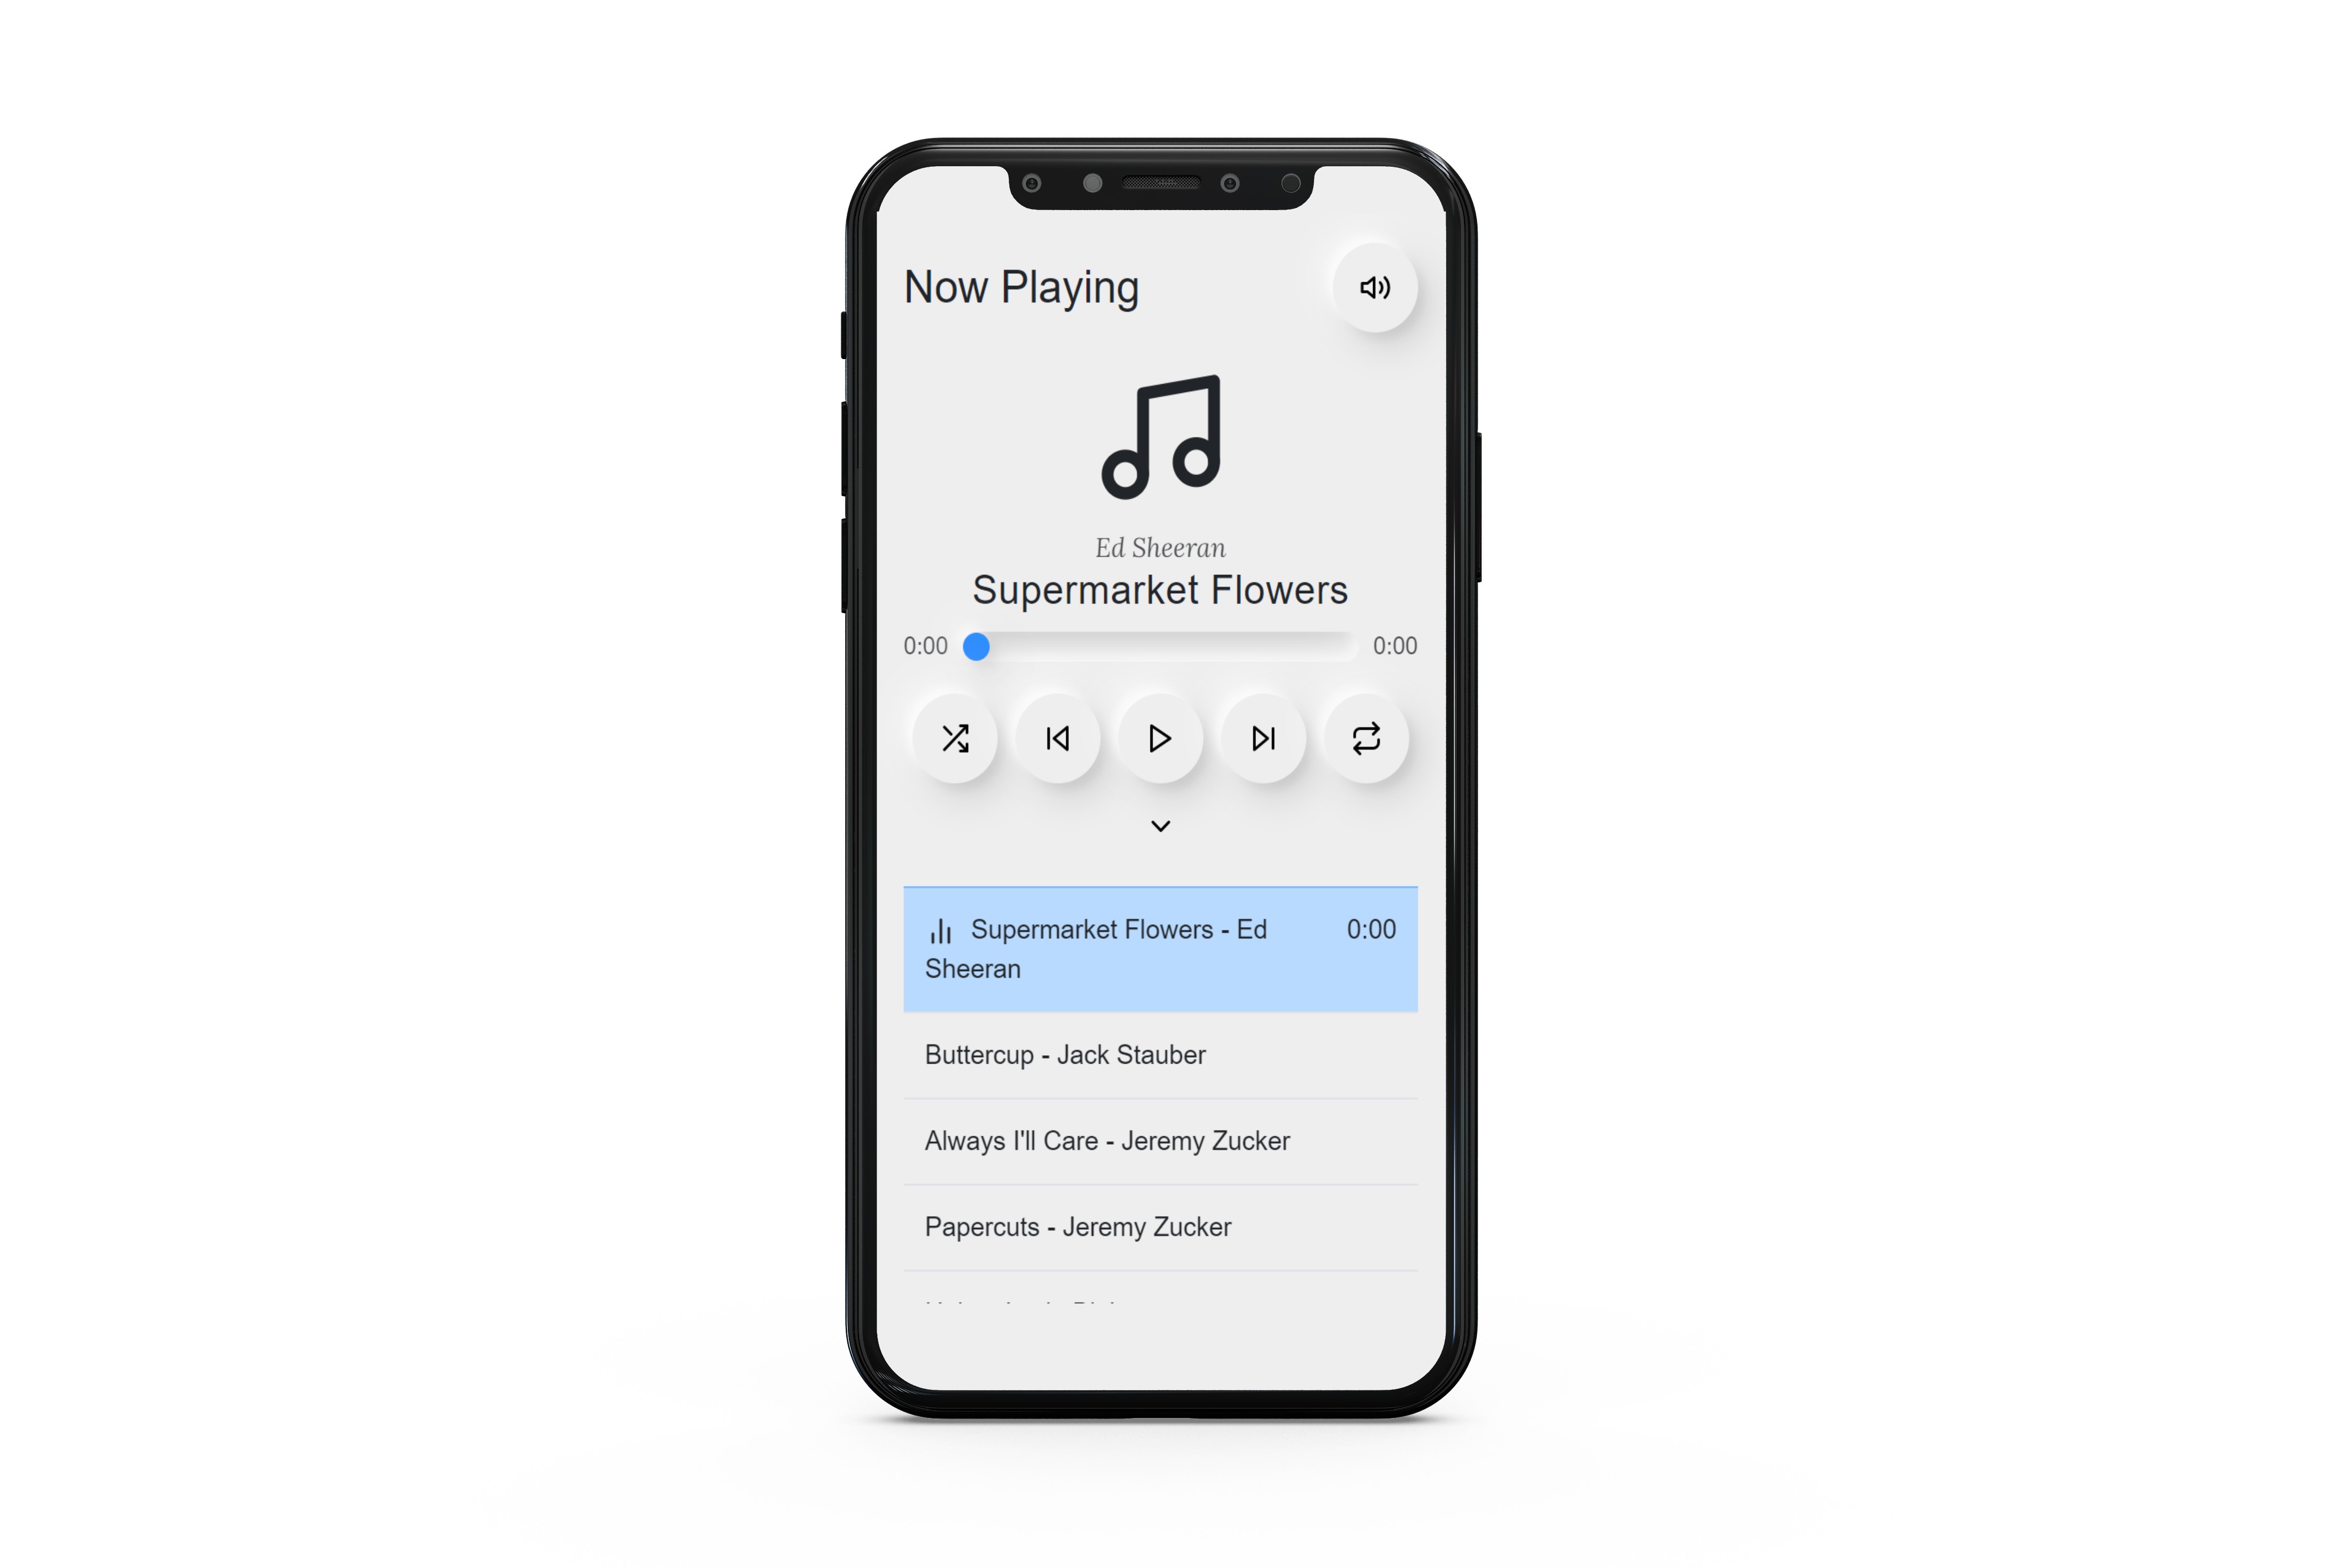 Now Playing
Ed Sheeran
Supermarket Flowers
0:00 0:00
Supermarket Flowers - Ed 0:00
Sheeran
Buttercup - Jack Stauber
Always I'll Care - Jeremy Zucker
Papercuts - Jeremy Zucker